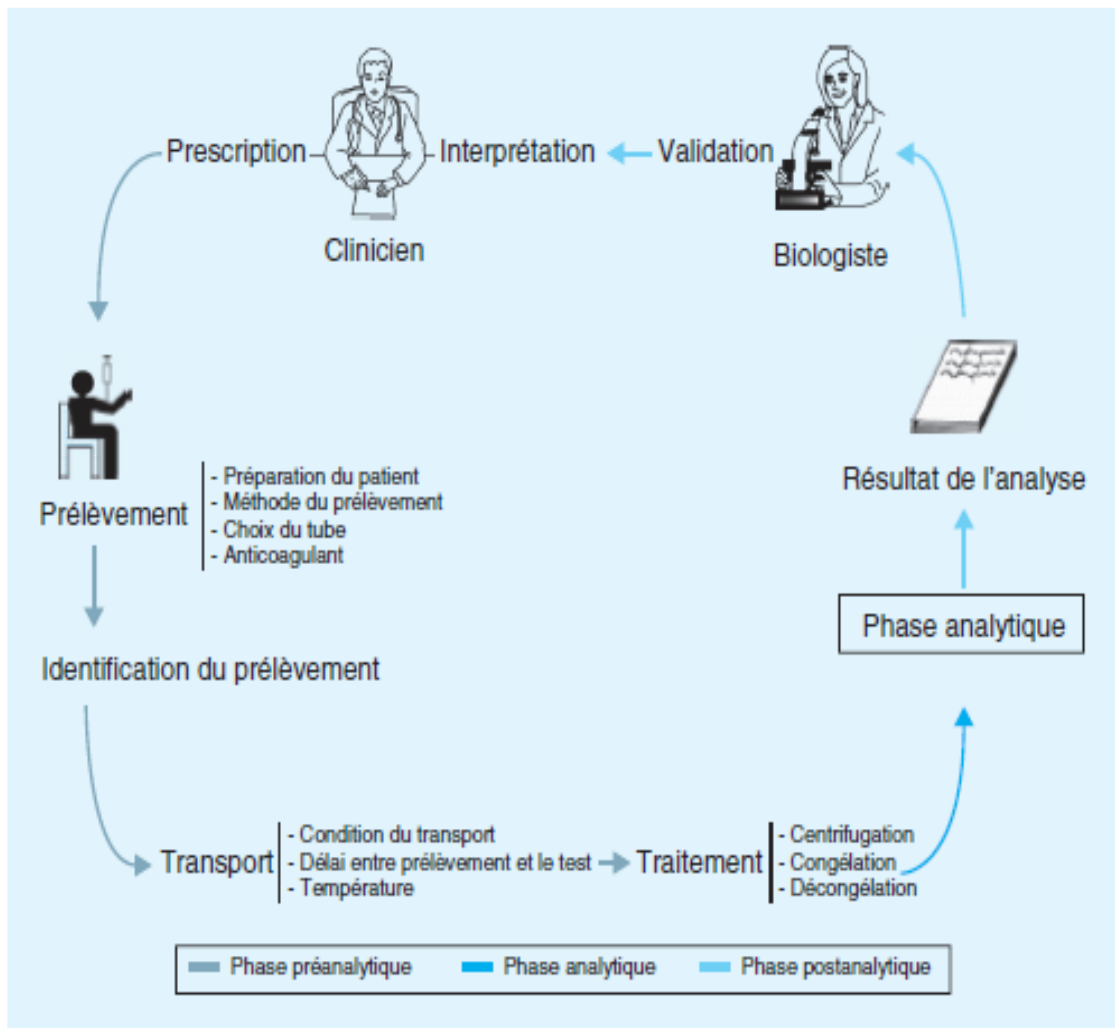 Prescription
Clinicien
Interprétation
Validation
Biologiste
Prélèvement
- Préparation du patient
- Méthode du prélèvement
- Choix du tube
- Anticoagulant
Identification du prélèvement
Transport
- Condition du transport
- Délai entre prélèvement et le test
- Température
Traitement
- Centrifugation
- Congélation
- Décongélation
Phase analytique
Résultat de l'analyse
Phase préanalytique
Phase analytique
Phase postanalytique